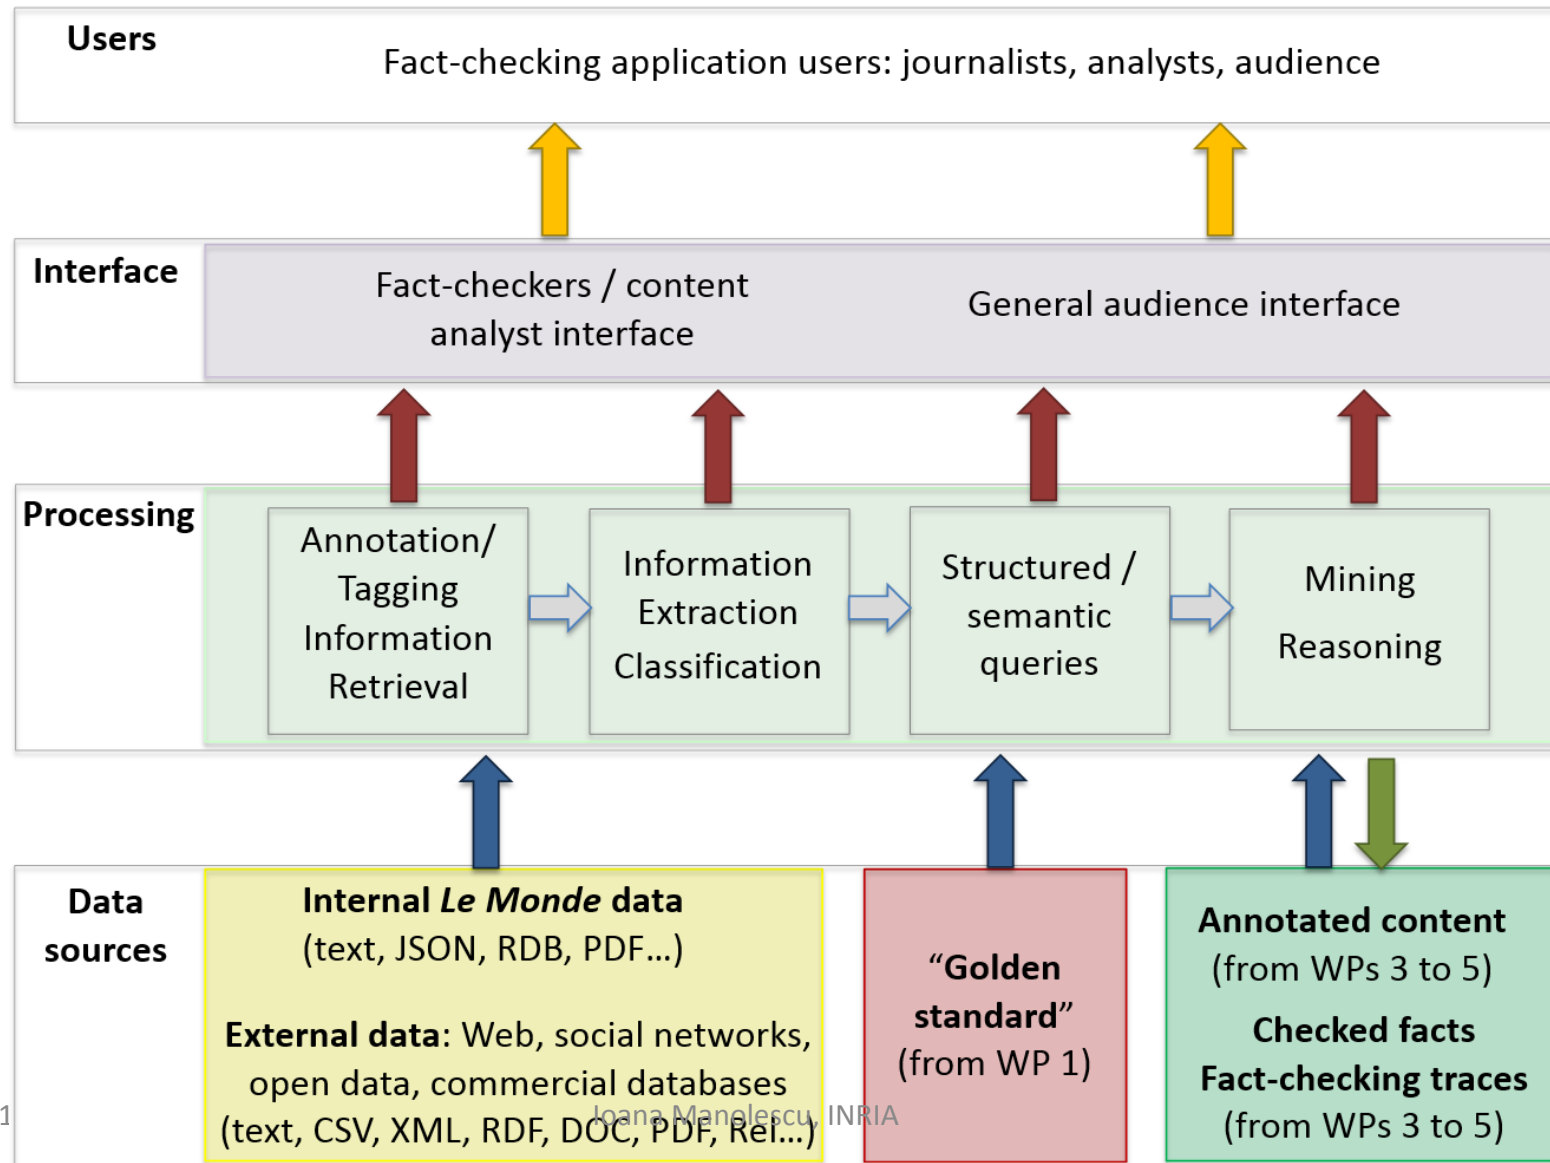 Users
Fact-checking application users: journalists, analysts, audience
Interface
Fact-checkers / content
analyst interface
General audience interface
Processing
Annotation/
Tagging
Information
Retrieval
Information
Extraction
Classification
Structured /
semantic
queries
Mining
Reasoning
Data
sources
Internal Le Monde data
(text, JSON, RDB, PDF...)
External data: Web, social networks,
open data, commercial databases
(text, CSV, XML, RDF, DOC, PDF, Rel...)
“Golden
standard”
(from WP 1)
Annotated content
(from WPs 3 to 5)
Checked facts
Fact-checking traces
(from WPs 3 to 5)
1
Ioana Manolescu, INRIA